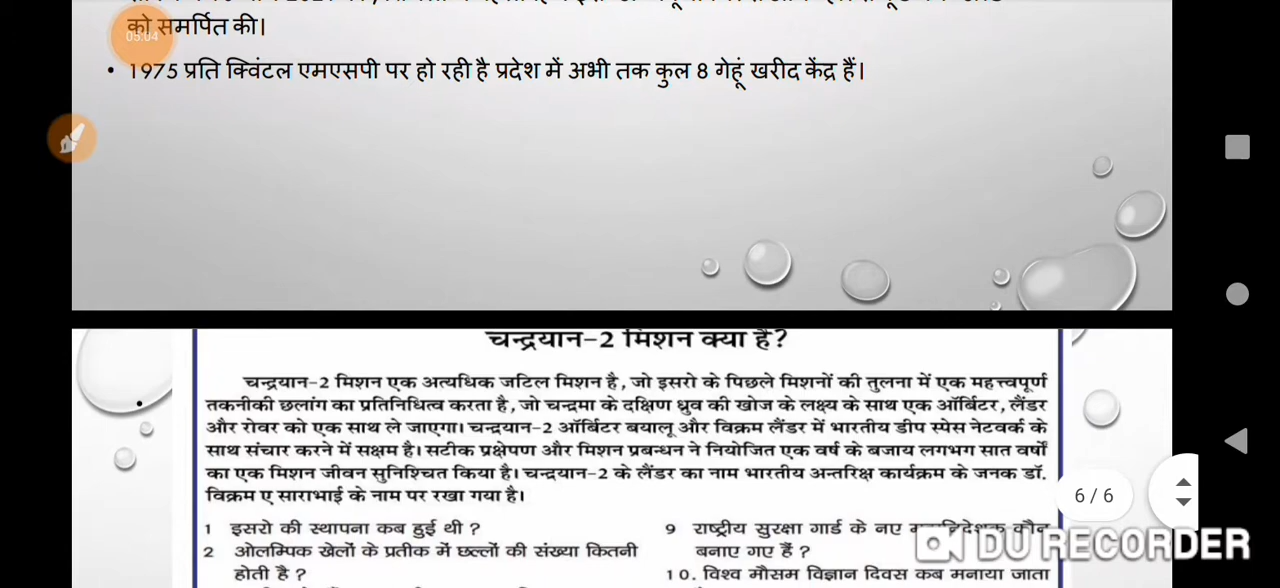 को समर्पित की।
05:04
• 1975 प्रति क्विंटल एमएसपी पर हो रही है प्रदेश में अभी तक कुल 8 गेहूं खरीद केंद्र हैं।
चन्द्रयान-2 मिशन क्या है?
चन्द्रयान-2 मिशन एक अत्यधिक जटिल मिशन है, जो इसरो के पिछले मिशनों की तुलना में एक महत्त्वपूर्ण
तकनीकी छलांग का प्रतिनिधित्व करता है, जो चन्द्रमा के दक्षिण ध्रुव की खोज के लक्ष्य के साथ एक ऑर्बिटर, लैंडर
और रोवर को एक साथ ले जाएगा। चन्द्रयान-2 ऑर्बिटर बयालू और विक्रम लैंडर में भारतीय डीप स्पेस नेटवर्क के
साथ संचार करने में सक्षम है। सटीक प्रक्षेपण और मिशन प्रबन्धन ने नियोजित एक वर्ष के बजाय लगभग सात वर्षों
का एक मिशन जीवन सुनिश्चित किया है। चन्द्रयान-2 के लैंडर का नाम भारतीय अन्तरिक्ष कार्यक्रम के जनक डॉ.
विक्रम ए साराभाई के नाम पर रखा गया है।
6 / 6
1 इसरो की स्थापना कब हुई थी ?
2 ओलम्पिक खेलों के प्रतीक में छल्लों की संख्या कितनी
होती है ?
9 राष्ट्रीय सुरक्षा गार्ड के नए कौन
बनाए गए हैं ?
10. विश्व मौसम विज्ञान दिवस कब मनाया जाता
DU RECORDER